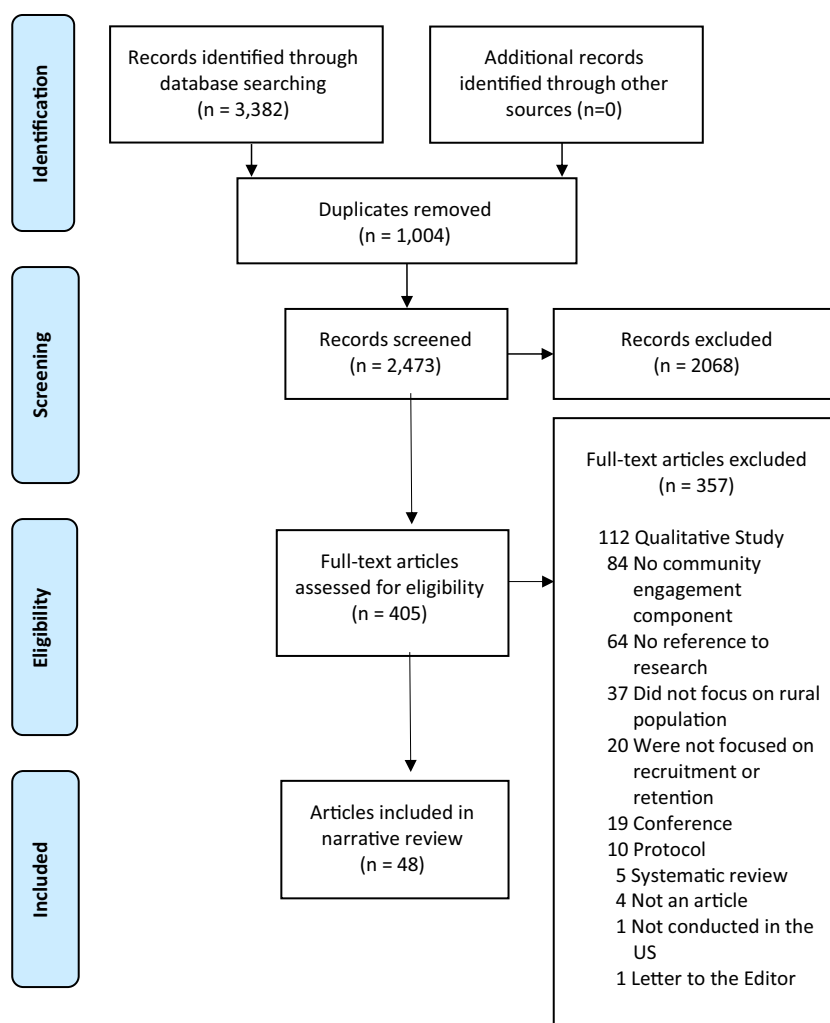 Identification
Records identified through
database searching
(n = 3,382)
Additional records
identified through other
sources (n=0)
Duplicates removed
(n = 1,004)
Screening
Records screened
(n = 2,473)
Records excluded
(n = 2068)
Eligibility
Full-text articles
assessed for eligibility
(n = 405)
Full-text articles excluded
(n = 357)
112 Qualitative Study
84 No community
engagement
component
64 No reference to
research
37 Did not focus on rural
population
20 Were not focused on
recruitment or
retention
19 Conference
10 Protocol
5 Systematic review
4 Not an article
1 Not conducted in the
US
1 Letter to the Editor
Included
Articles included in
narrative review
(n = 48)